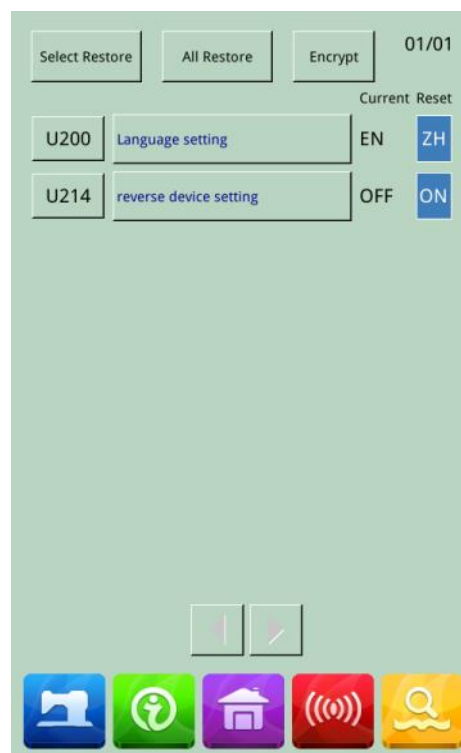 Select Restore All Restore Encrypt 01/01
Current Reset
U200 Language setting EN ZH
U214 reverse device setting OFF ON